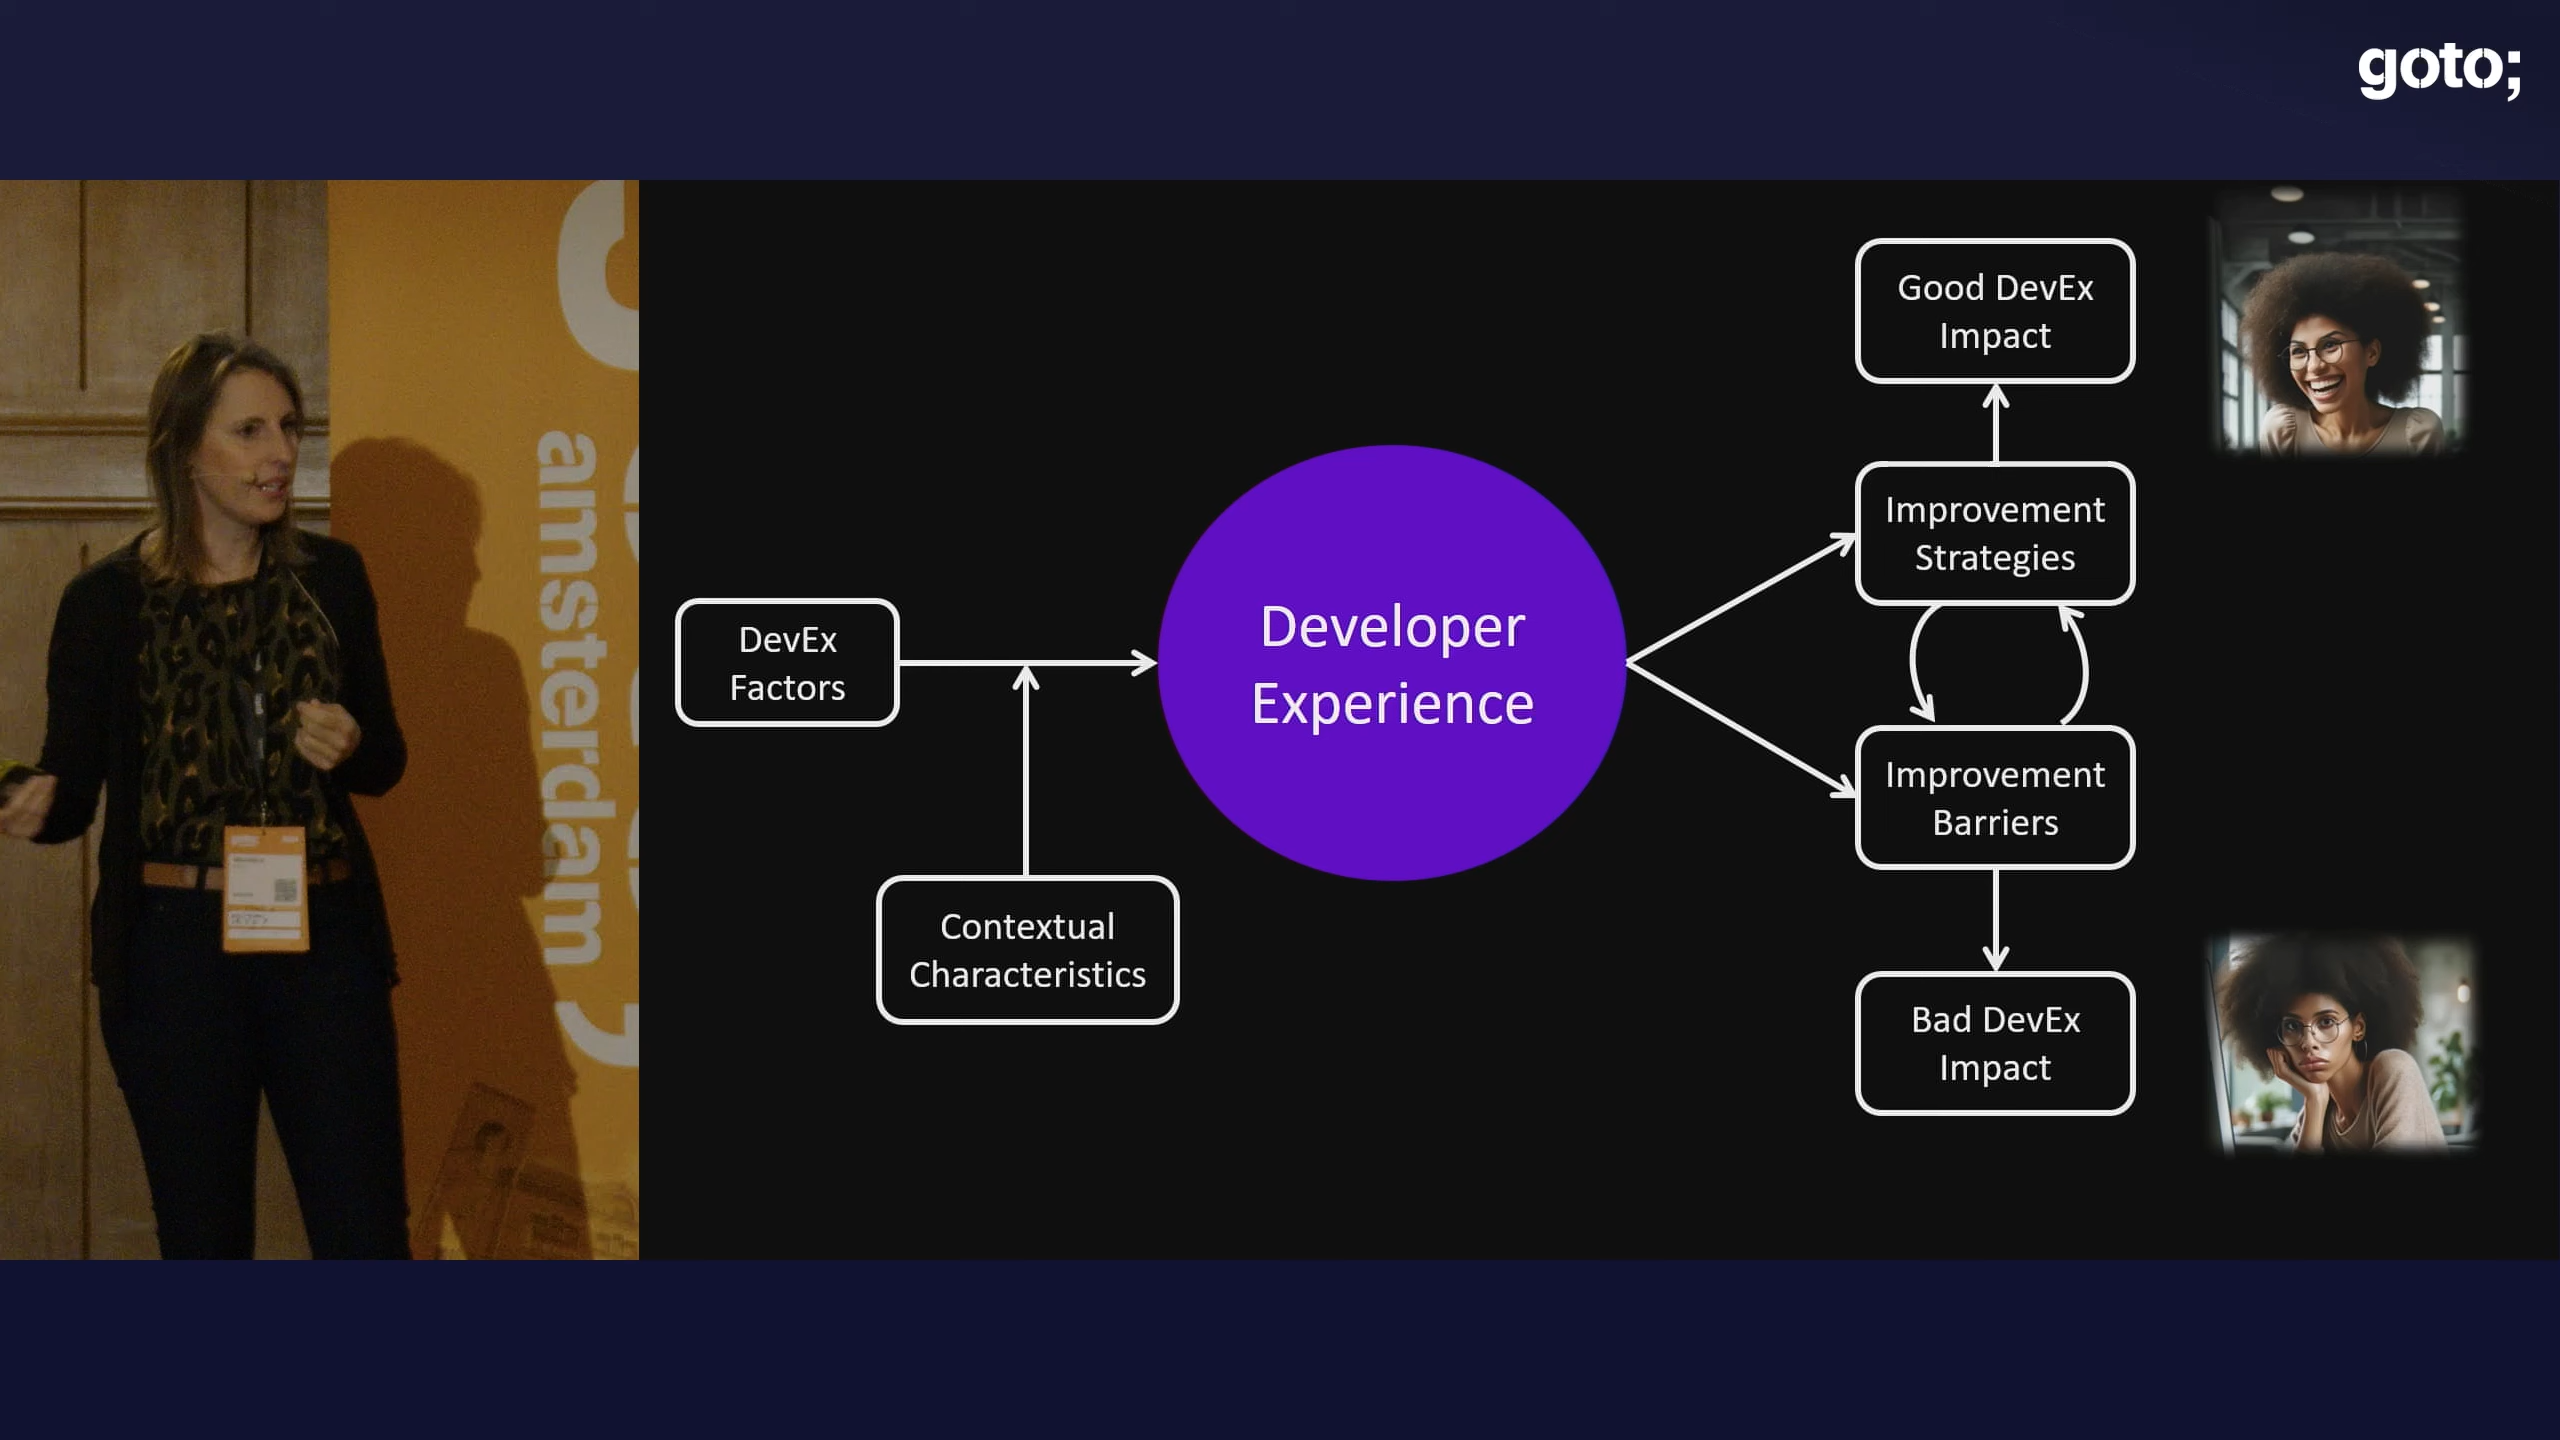 goto;
amsterdam
DevEx
Factors
Contextual
Characteristics
Developer
Experience
Good DevEx
Impact
Improvement
Strategies
Improvement
Barriers
Bad DevEx
Impact